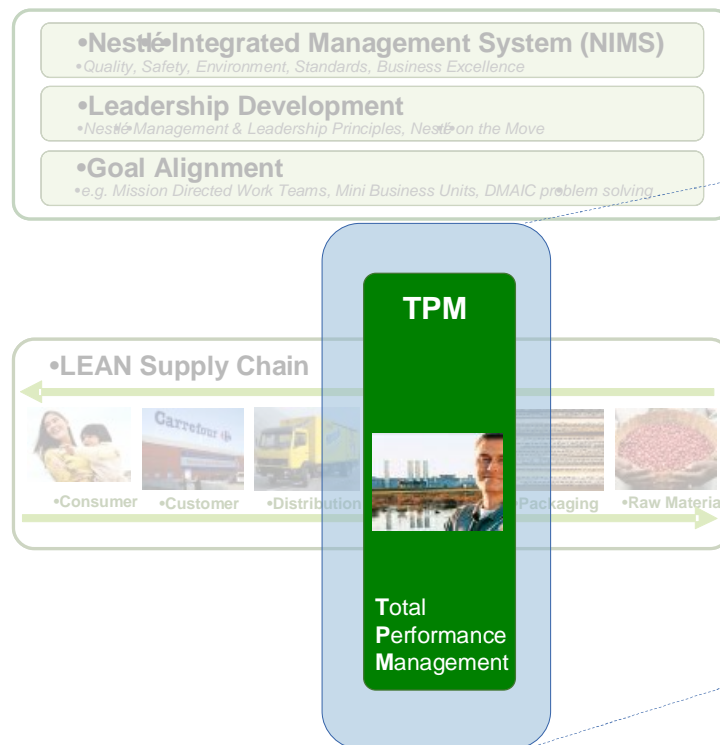 •Nestlé•Integrated Management System (NIMS)
•Quality, Safety, Environment, Standards, Business Excellence
•Leadership Development
•Nestlé•Management & Leadership Principles, Nestlé•on the Move
•Goal Alignment
•e.g. Mission Directed Work Teams, Mini Business Units, DMAIC problem solving
TPM
•LEAN Supply Chain
Carrefour
•Consumer
•Customer
•Distribution
•Packaging
•Raw Materia
Total
Performance
Management